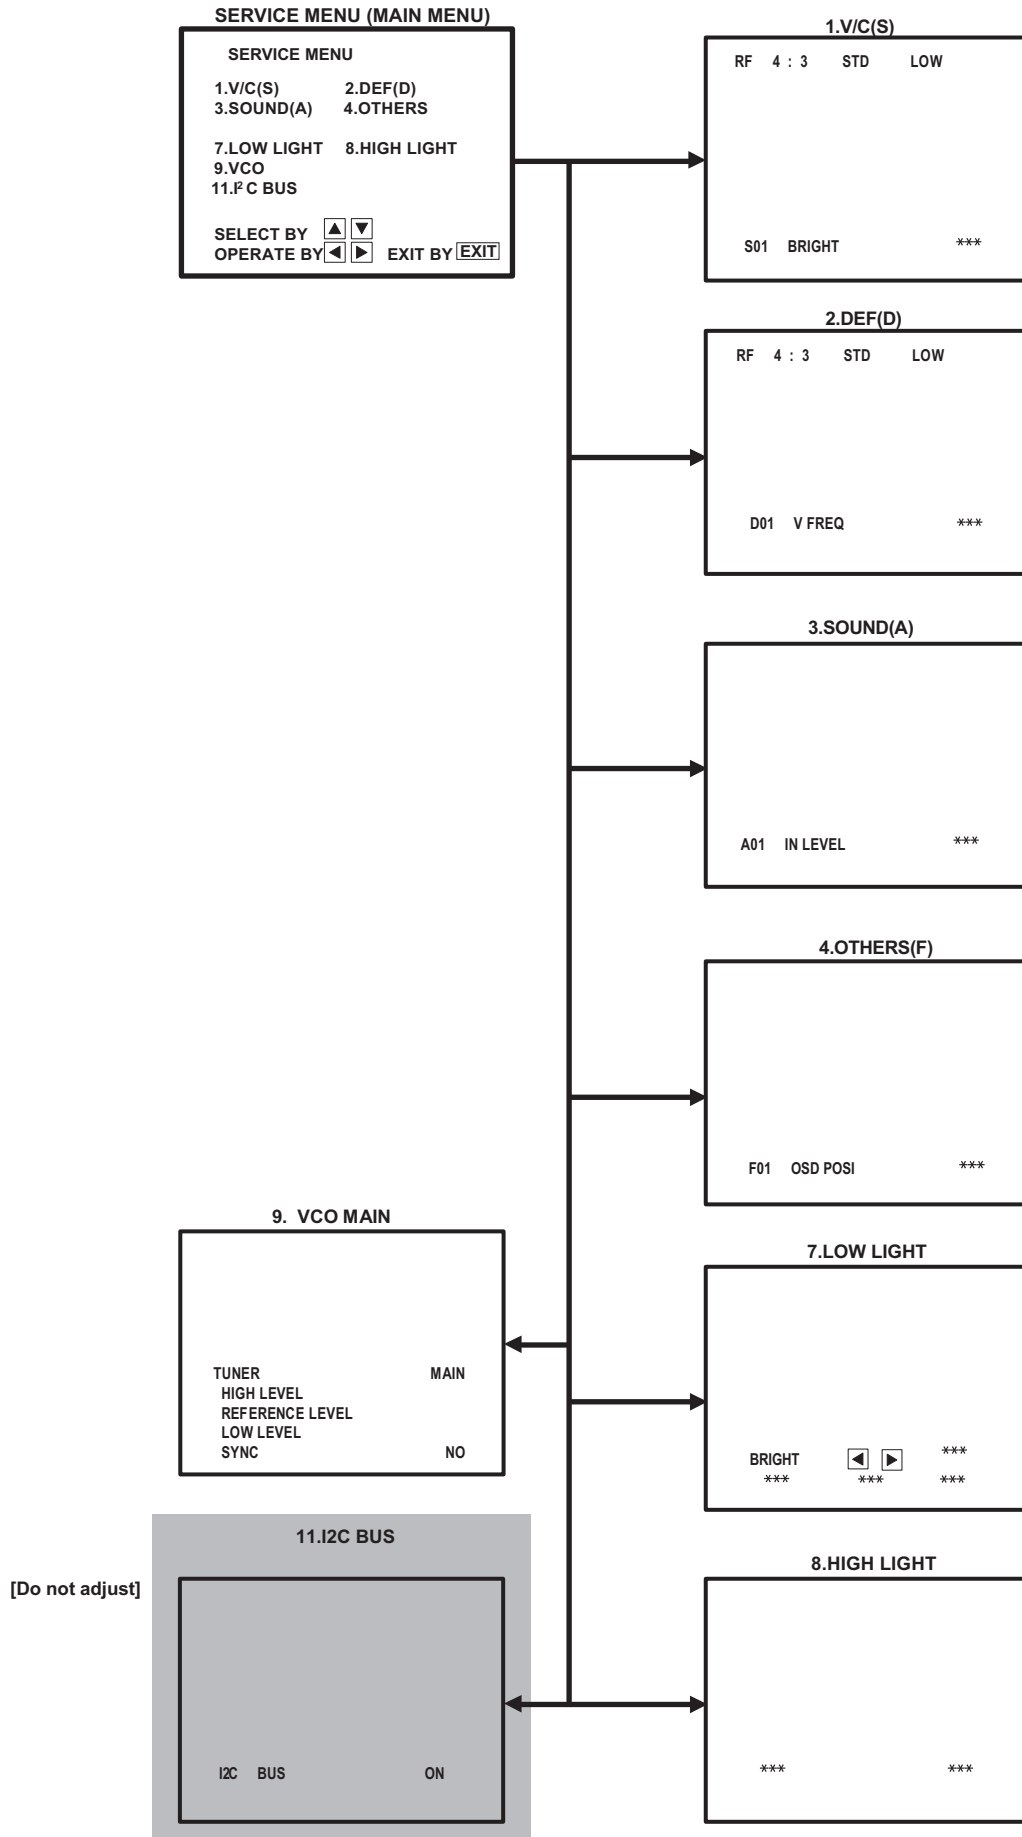 SERVICE MENU (MAIN MENU)
SERVICE MENU
1.V/C(S) 2.DEF(D)
3.SOUND(A) 4.OTHERS
7.LOW LIGHT 8.HIGH LIGHT
9.VCO
11.I² C BUS
SELECT BY ▲ ▼
OPERATE BY ◀ ▶ EXIT BY EXIT
1.V/C(S)
RF 4 : 3 STD LOW
S01 BRIGHT ***
2.DEF(D)
RF 4 : 3 STD LOW
D01 V FREQ ***
3.SOUND(A)
A01 IN LEVEL ***
4.OTHERS(F)
F01 OSD POSI ***
9. VCO MAIN
TUNER MAIN
HIGH LEVEL
REFERENCE LEVEL
LOW LEVEL
SYNC NO
7.LOW LIGHT
BRIGHT ◀ ▶ ***
*** *** ***
11.I2C BUS
[Do not adjust]
I2C BUS ON
8.HIGH LIGHT
*** ***